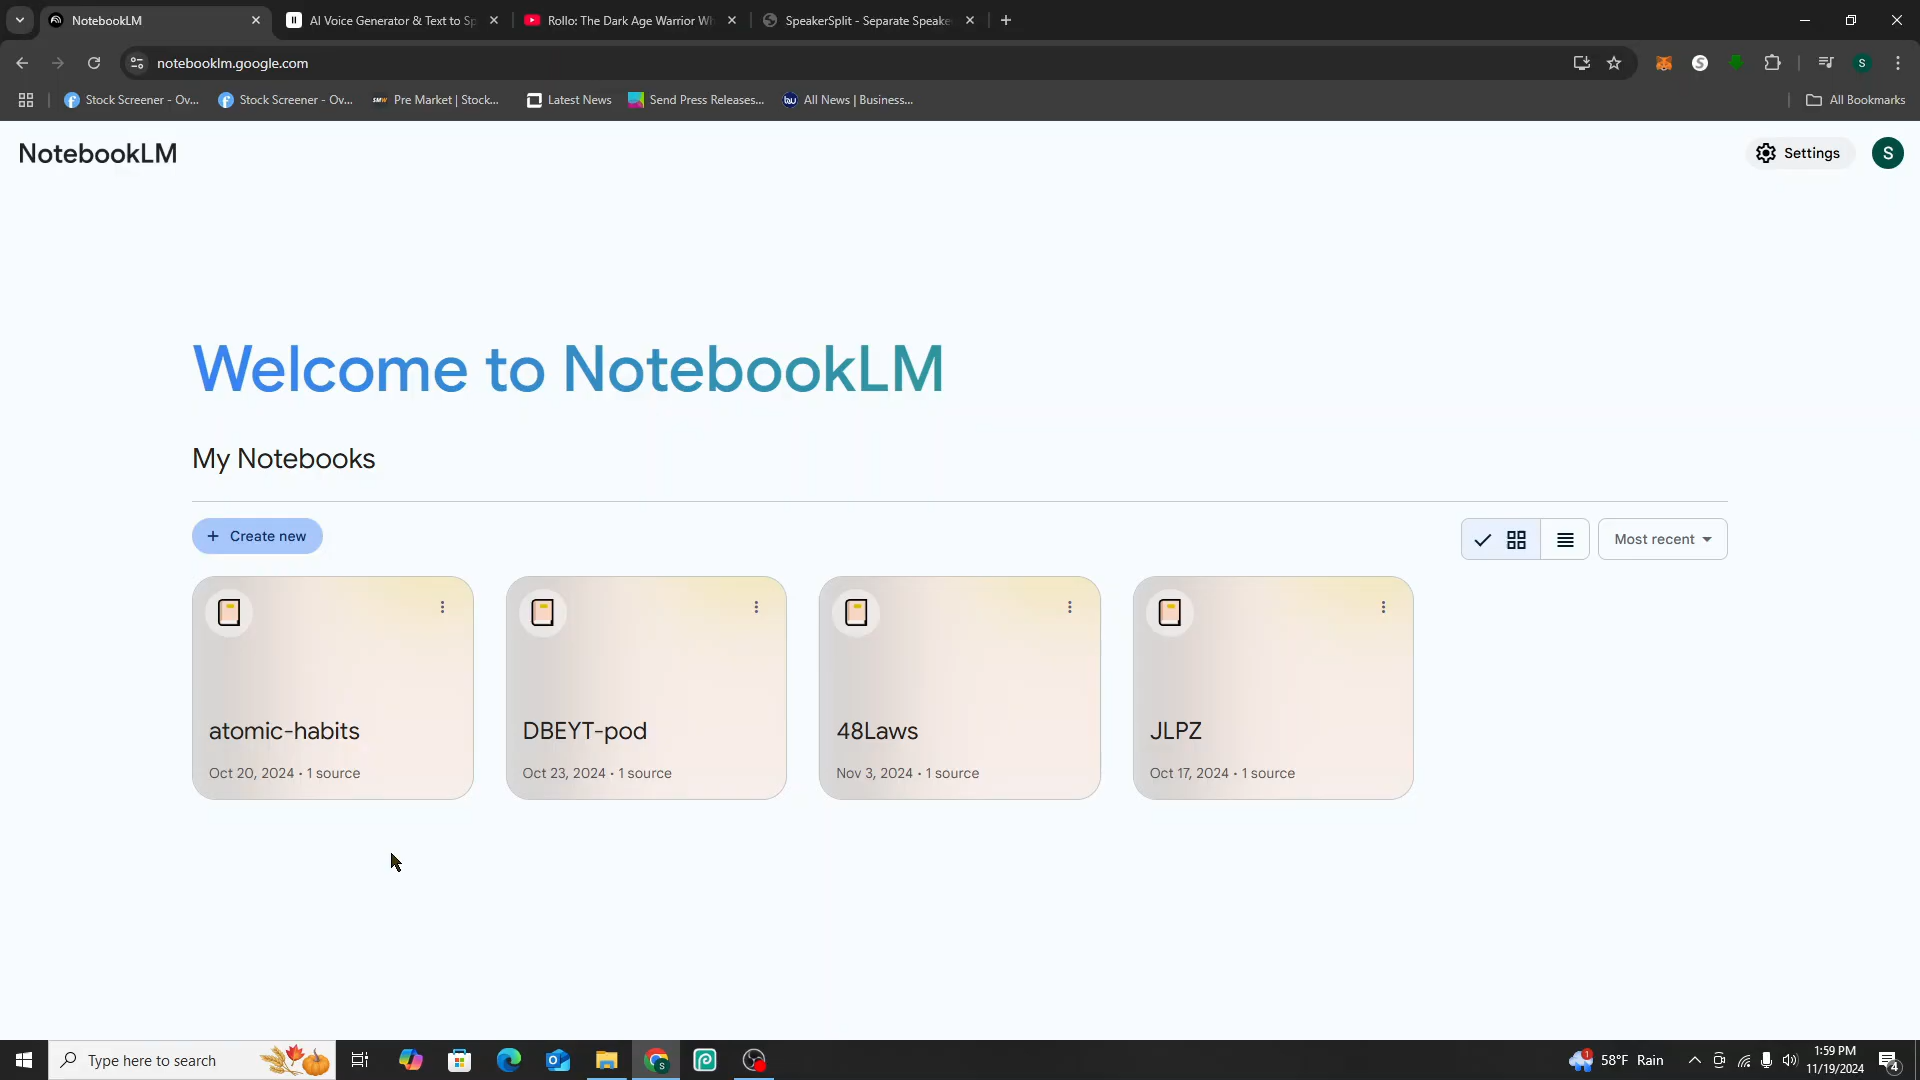 NotebookLM
AI Voice Generator & Text to Sp
Rollo: The Dark Age Warrior Wh
SpeakerSplit - Separate Speake
notebooklm.google.com
S
Stock Screener - Ov...
Stock Screener - Ov...
SMW
Pre Market | Stock...
Latest News
Send Press Releases...
All News | Business...
All Bookmarks
NotebookLM
Settings
S
Welcome to NotebookLM
My Notebooks
+ Create new
Most recent
atomic-habits
Oct 20, 2024 • 1 source
DBEYT-pod
Oct 23, 2024 • 1 source
48Laws
Nov 3, 2024 • 1 source
JLPZ
Oct 17, 2024 • 1 source
Type here to search
1
58°F Rain
1:59 PM
11/19/2024
4